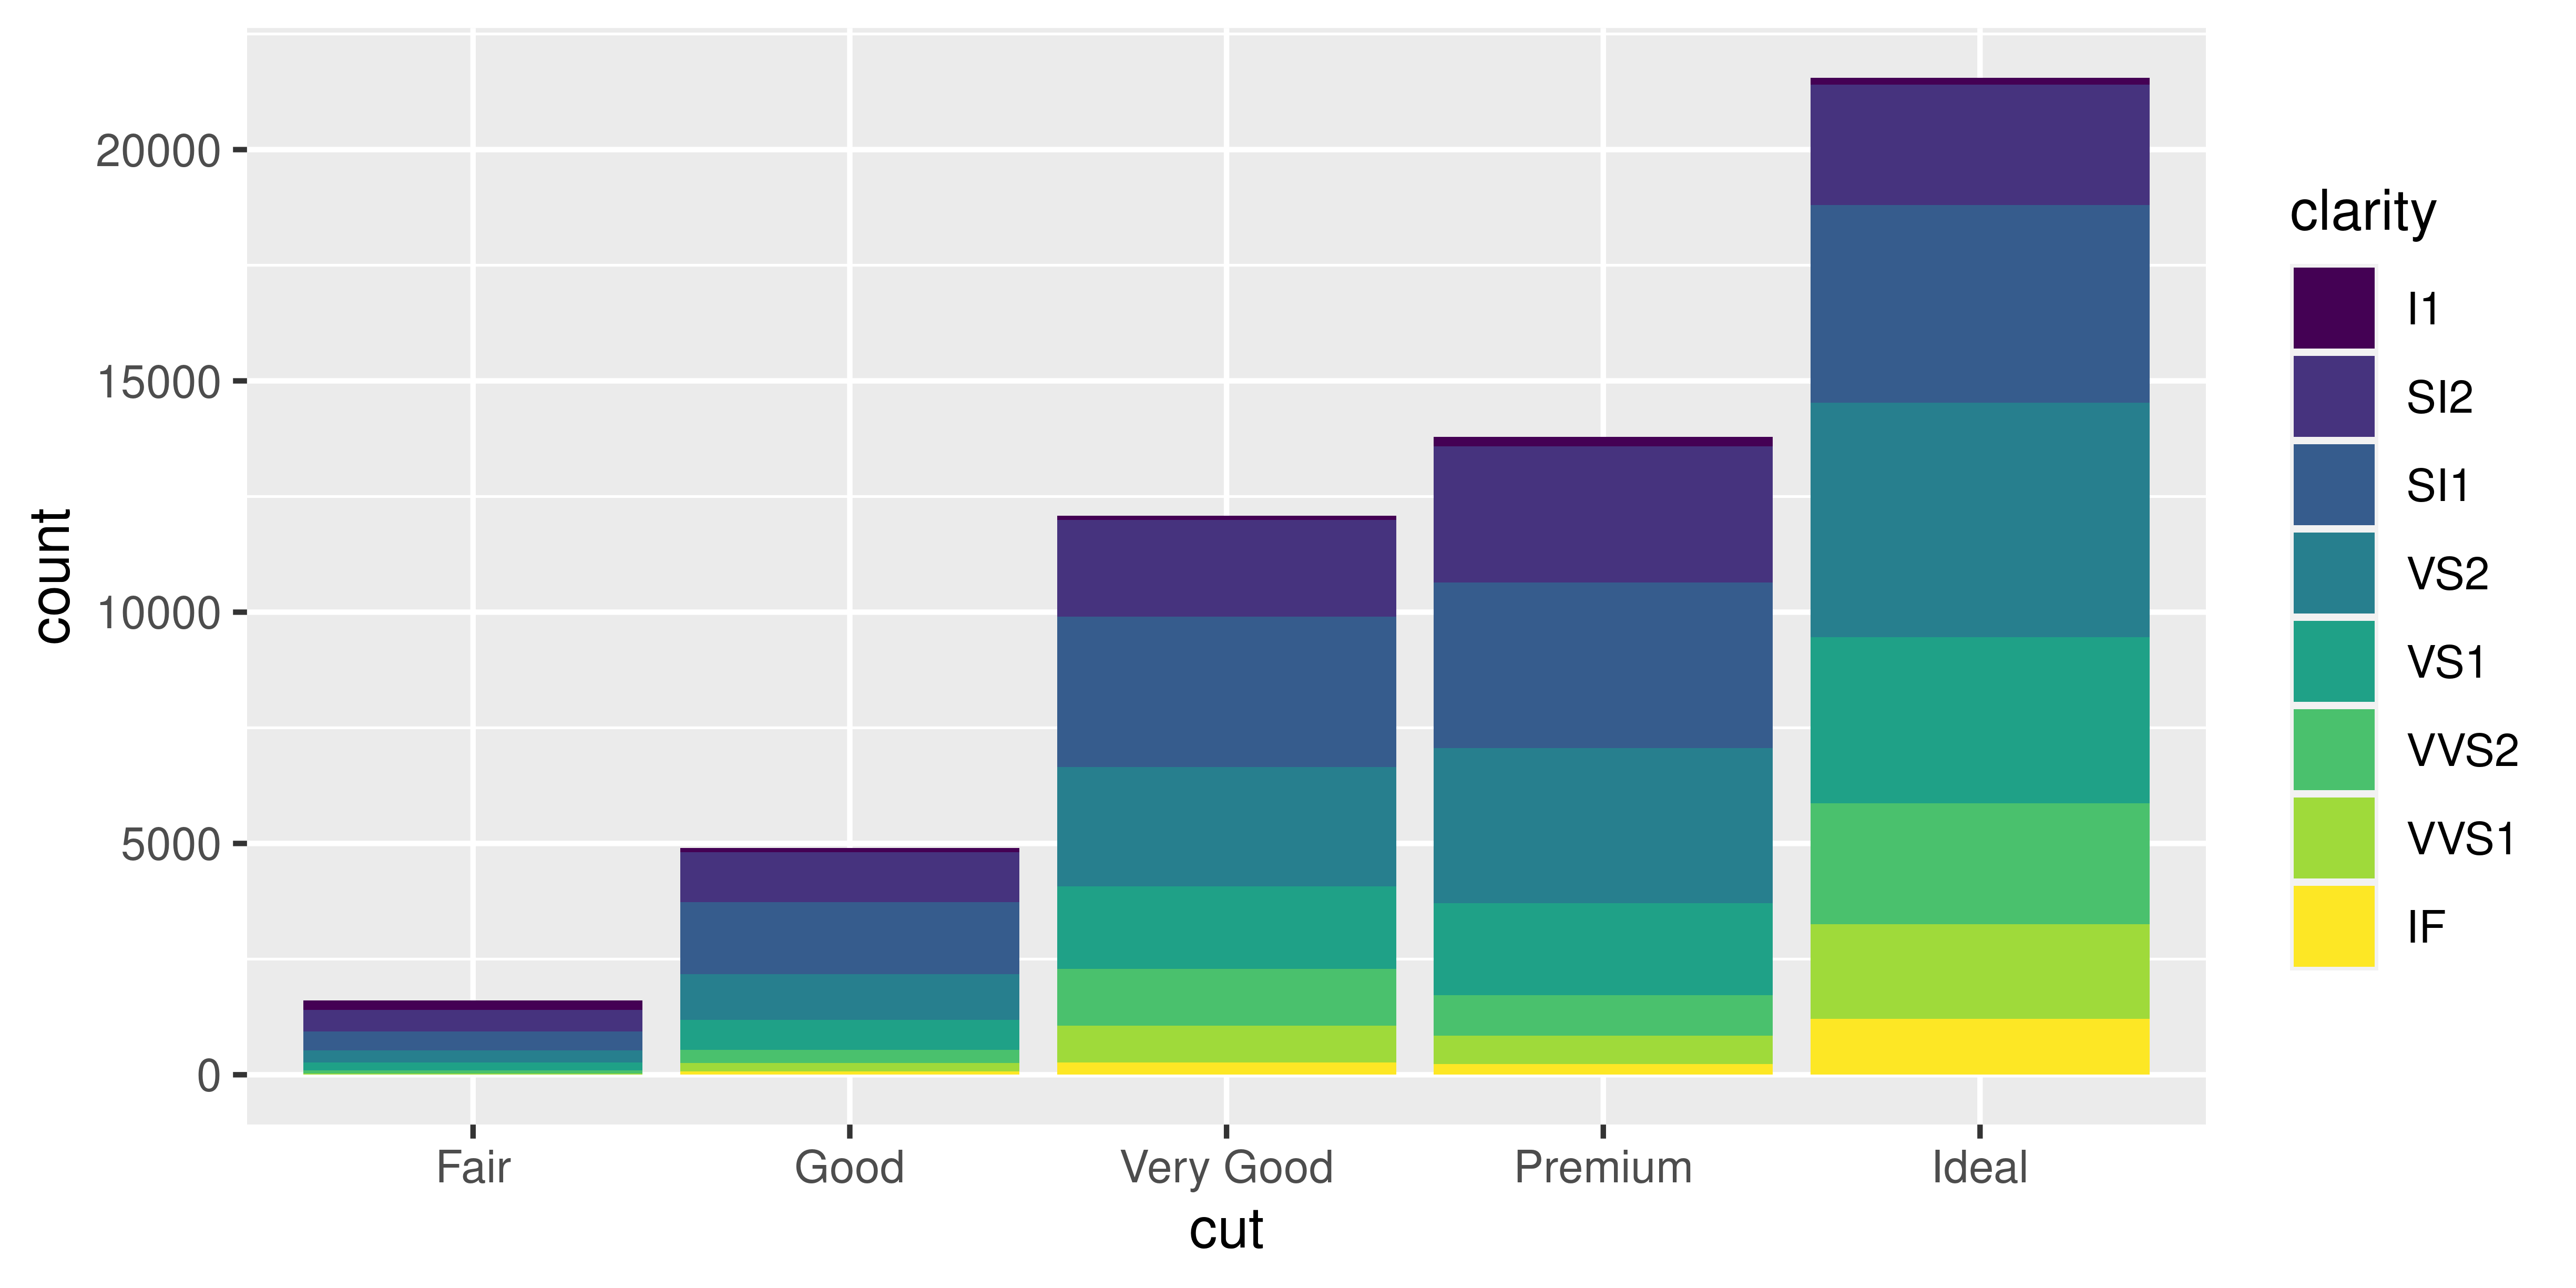 count
20000
15000
10000
5000
0
Fair
Good
Very Good
Premium
Ideal
cut
clarity
I1
SI2
SI1
VS2
VS1
VVS2
VVS1
IF